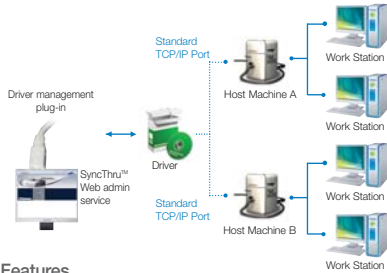 Standard
TCP/IP Port
Work Station
Host Machine A
Driver management
plug-in
Work Station
Driver
SyncThru™
Web admin
service
Standard
TCP/IP Port
Work Station
Host Machine B
Work Station
Features